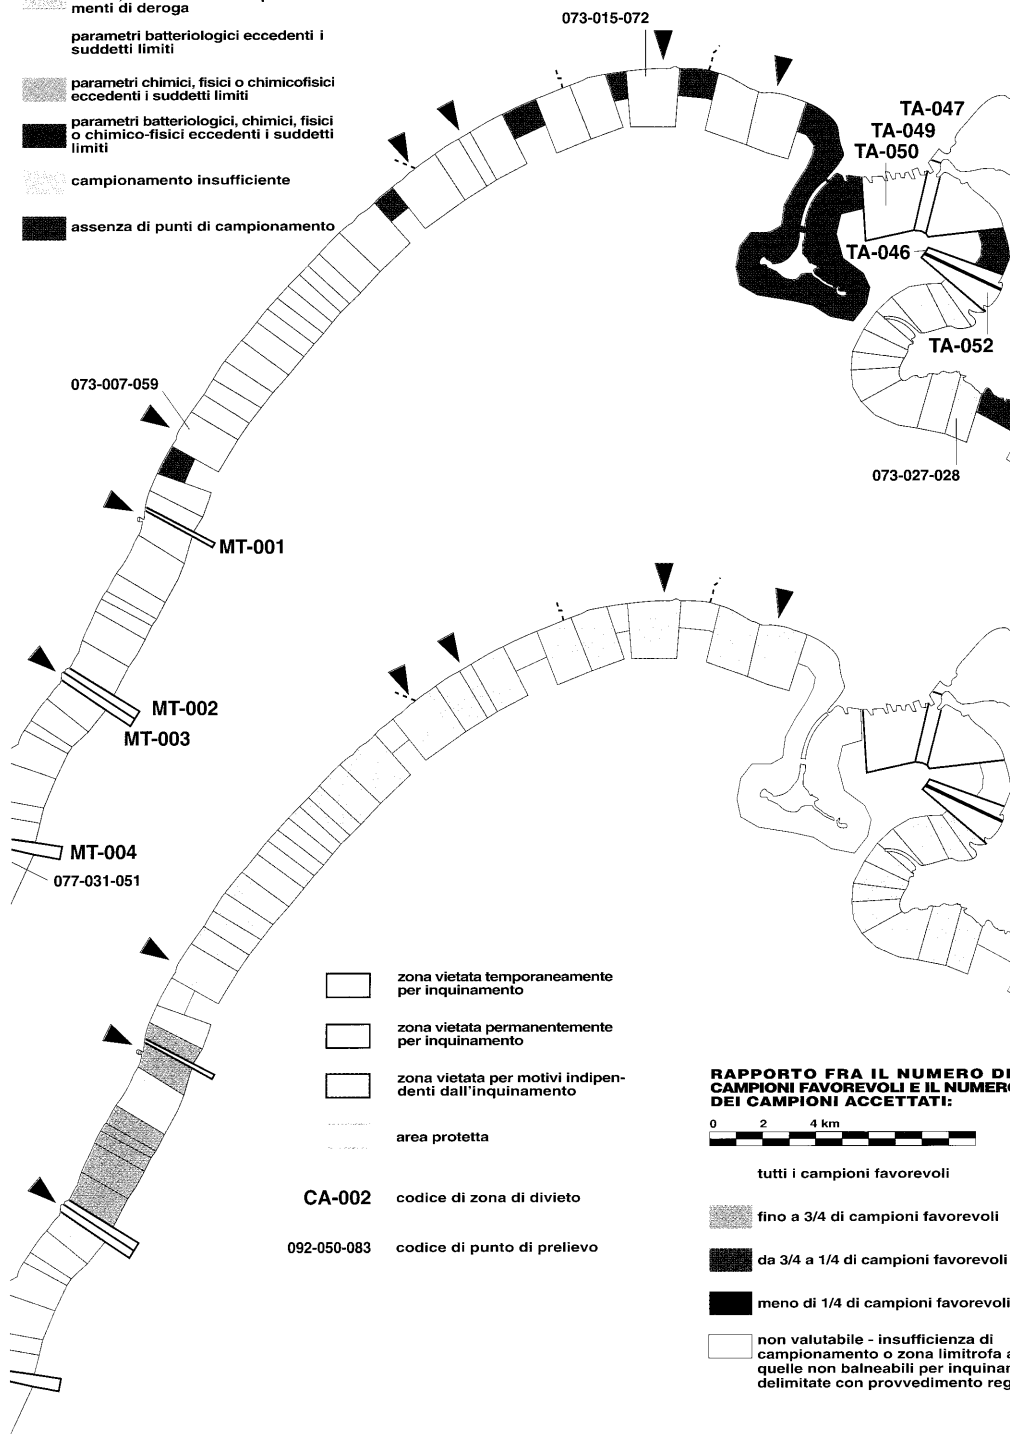 menti di deroga
parametri batteriologici eccedenti i
suddetti limiti
parametri chimici, fisici o chimicofisici
eccedenti i suddetti limiti
parametri batteriologici, chimici, fisici
o chimico-fisici eccedenti i suddetti
limiti
campionamento insufficiente
assenza di punti di campionamento
073-015-072
TA-047
TA-049
TA-050
TA-046
TA-052
073-007-059
073-027-028
MT-001
MT-002
MT-003
MT-004
077-031-051
zona vietata temporaneamente
per inquinamento
zona vietata permanentemente
per inquinamento
zona vietata per motivi indipen-
denti dall'inquinamento
area protetta
CA-002 codice di zona di divieto
092-050-083 codice di punto di prelievo
RAPPORTO FRA IL NUMERO DI
CAMPIONI FAVOREVOLI E IL NUMERO
DEI CAMPIONI ACCETTATI:
0 2 4 km
tutti i campioni favorevoli
fino a 3/4 di campioni favorevoli
da 3/4 a 1/4 di campioni favorevoli
meno di 1/4 di campioni favorevoli
non valutabile - insufficienza di
campionamento o zona limitrofa a
quelle non balneabili per inquinam
delimitate con provvedimento reg